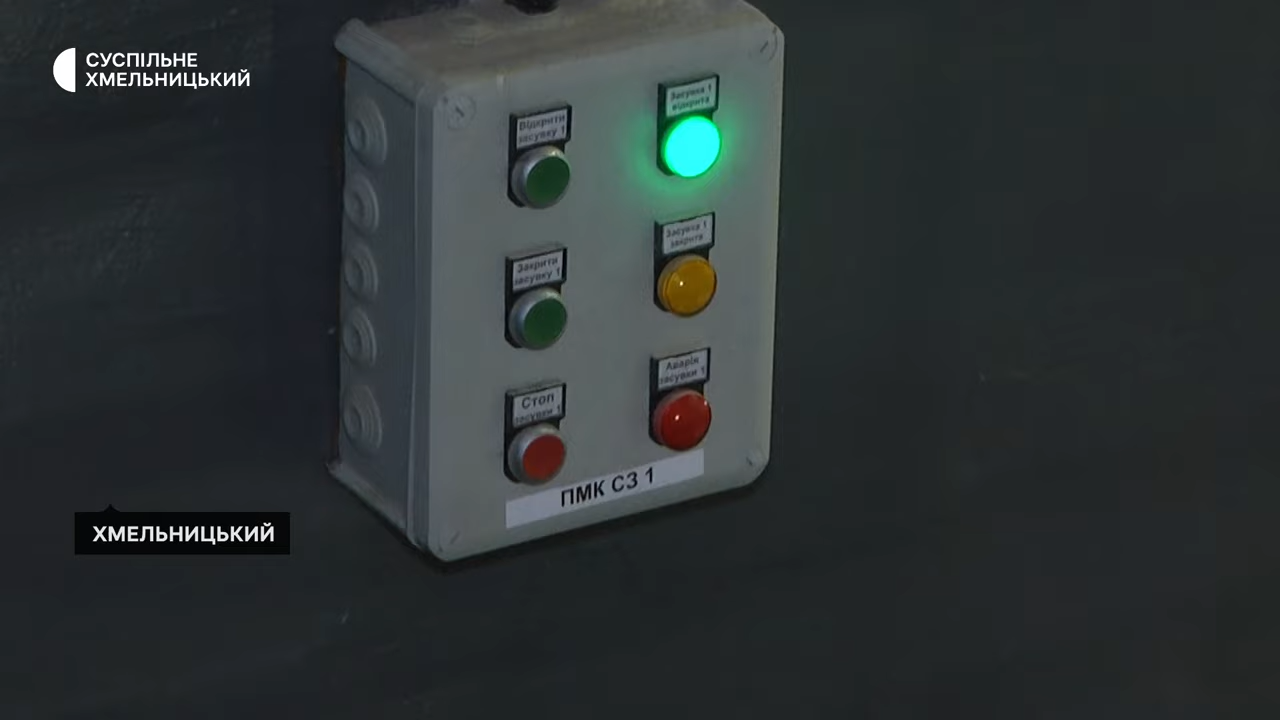 СУСПІЛЬНЕ
ХМЕЛЬНИЦЬКИЙ
Відкрити
засувку 1
Засувка 1
відкрита
Закрити
засувку 1
Засувка 1
закрита
Стоп
засувки 1
Аварія
засувки 1
ПМК СЗ 1
ХМЕЛЬНИЦЬКИЙ